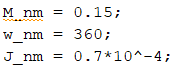 M_nm = 0.15;
w_nm = 360;
J_nm = 0.7*10^-4;